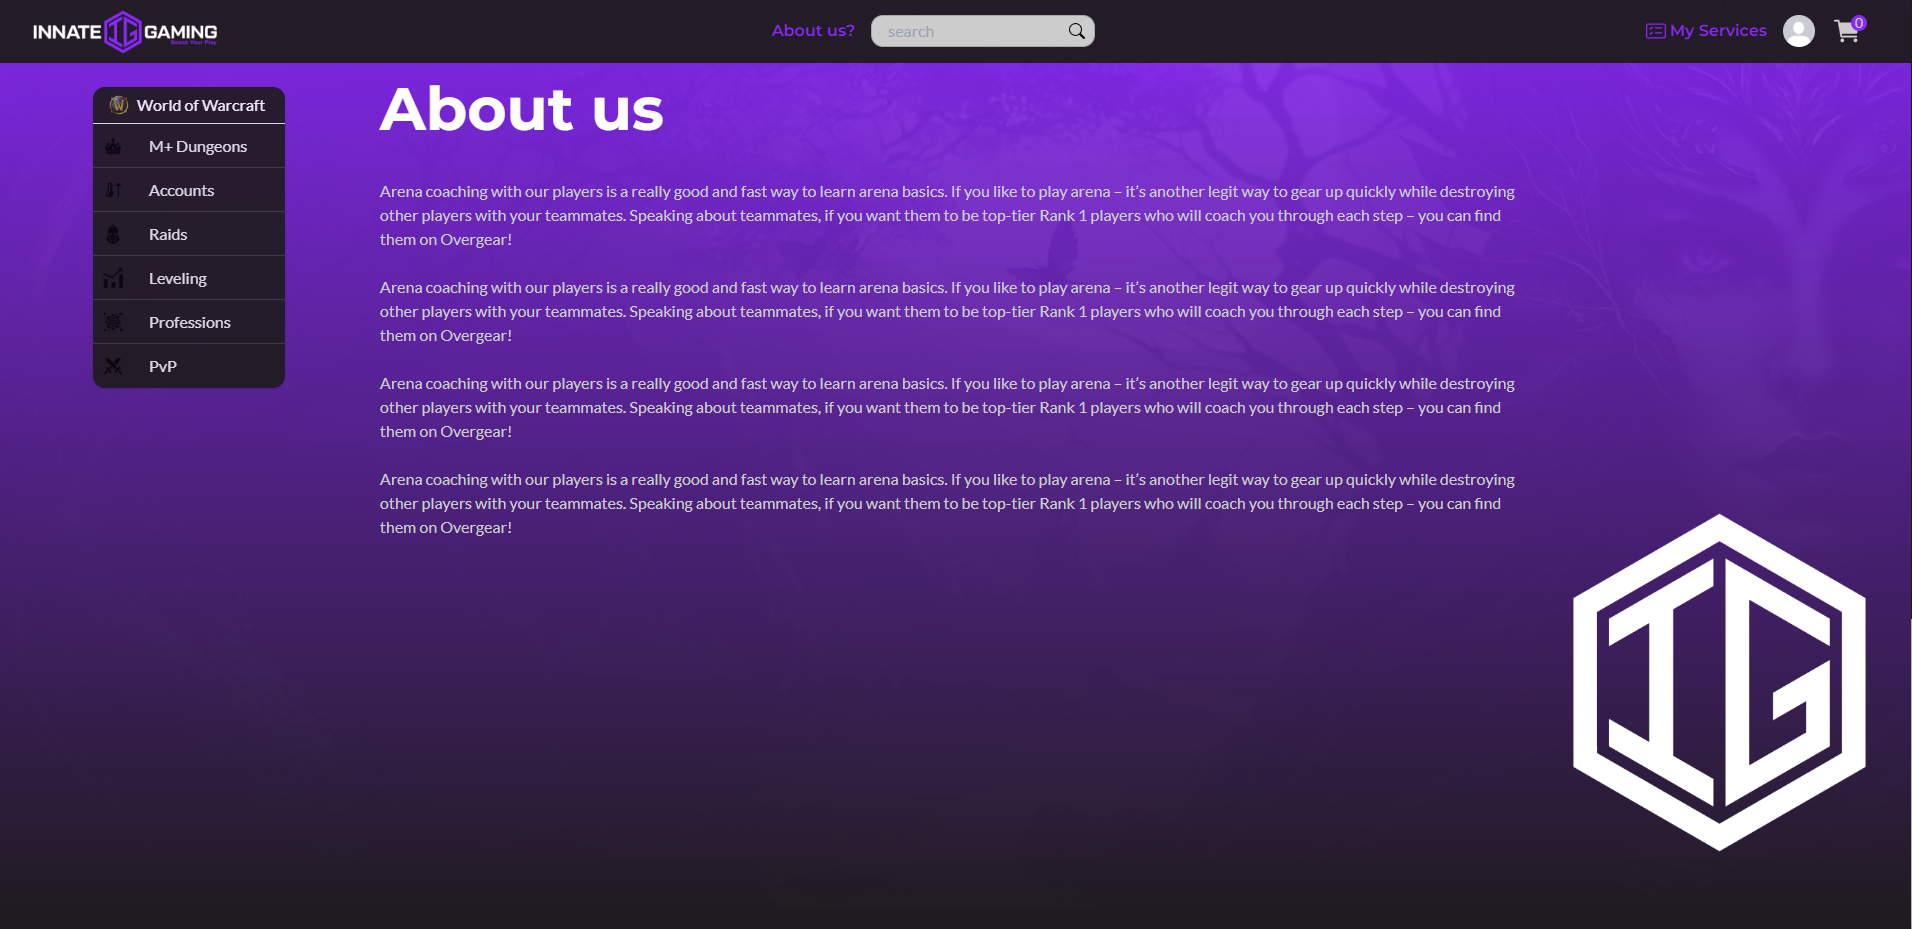 INNATE IG GAMING
Boost Your Play
About us?
search
My Services
0
World of Warcraft
M+ Dungeons
Accounts
Raids
Leveling
Professions
PvP
About us
Arena coaching with our players is a really good and fast way to learn arena basics. If you like to play arena – it’s another legit way to gear up quickly while destroying
other players with your teammates. Speaking about teammates, if you want them to be top-tier Rank 1 players who will coach you through each step – you can find
them on Overgear!
Arena coaching with our players is a really good and fast way to learn arena basics. If you like to play arena – it’s another legit way to gear up quickly while destroying
other players with your teammates. Speaking about teammates, if you want them to be top-tier Rank 1 players who will coach you through each step – you can find
them on Overgear!
Arena coaching with our players is a really good and fast way to learn arena basics. If you like to play arena – it’s another legit way to gear up quickly while destroying
other players with your teammates. Speaking about teammates, if you want them to be top-tier Rank 1 players who will coach you through each step – you can find
them on Overgear!
Arena coaching with our players is a really good and fast way to learn arena basics. If you like to play arena – it’s another legit way to gear up quickly while destroying
other players with your teammates. Speaking about teammates, if you want them to be top-tier Rank 1 players who will coach you through each step – you can find
them on Overgear!
IG